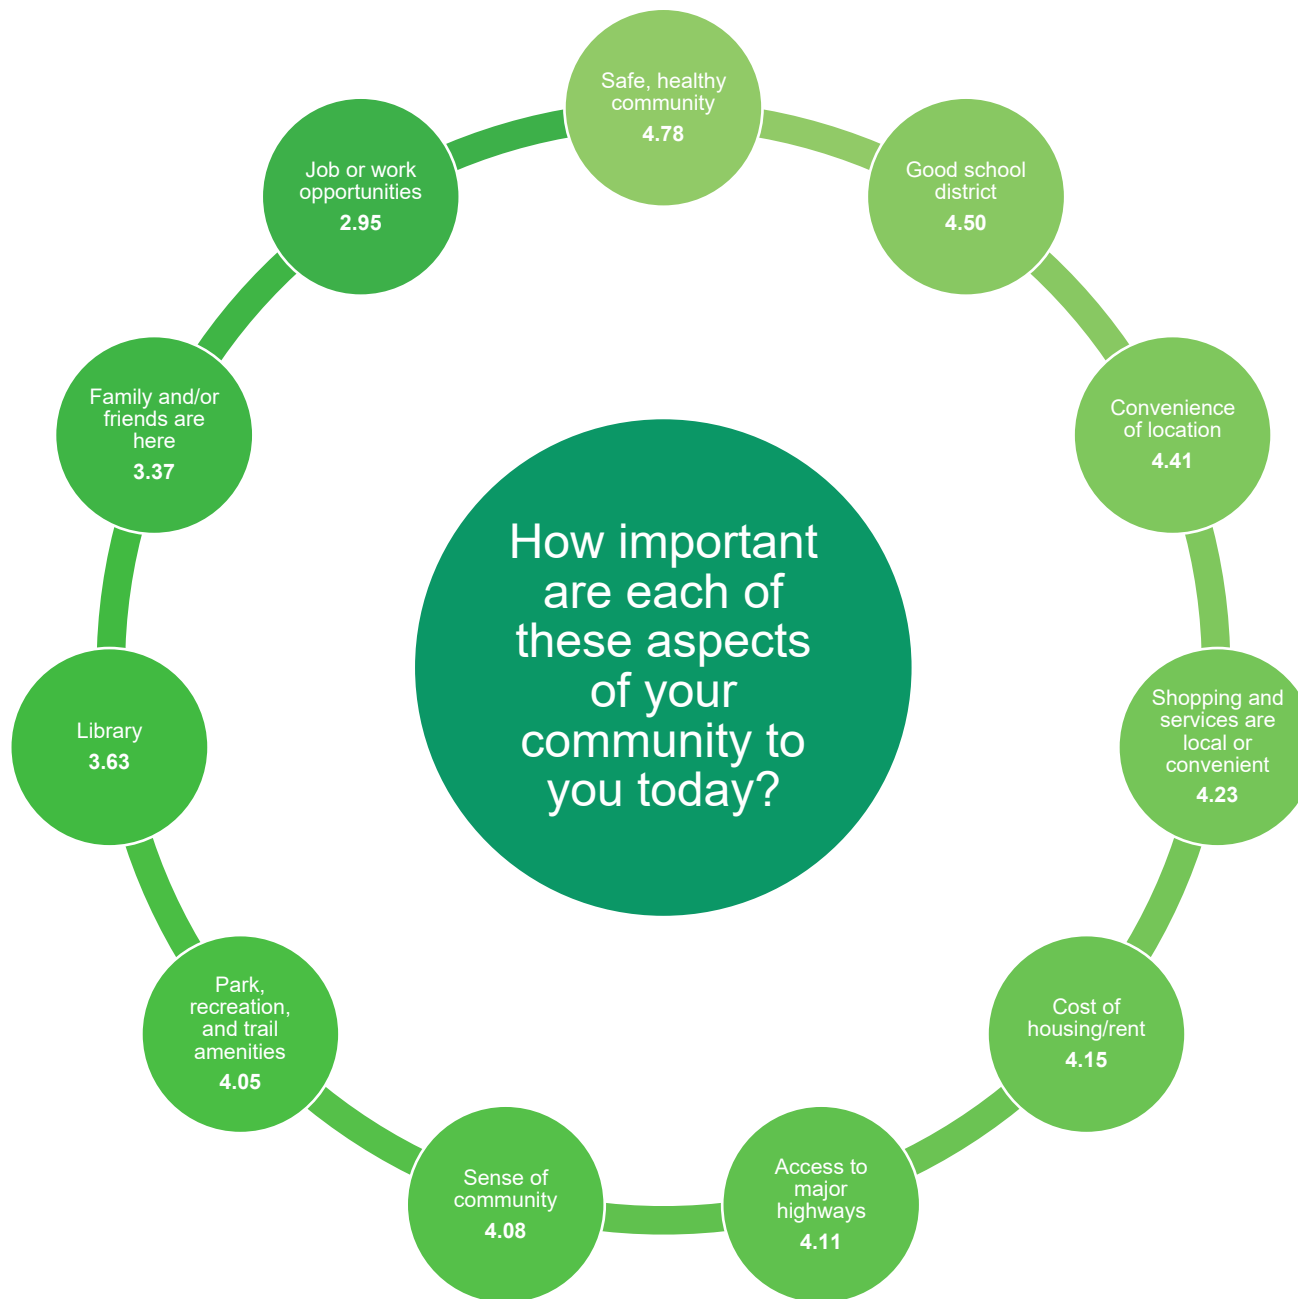 Safe, healthy
community
4.78
Good school
district
4.50
Convenience
of location
4.41
Shopping and
services are
local or
convenient
4.23
Cost of
housing/rent
4.15
Access to
major
highways
4.11
Sense of
community
4.08
Park,
recreation,
and trail
amenities
4.05
Library
3.63
Family and/or
friends are
here
3.37
Job or work
opportunities
2.95
How important
are each of
these aspects
of your
community to
you today?